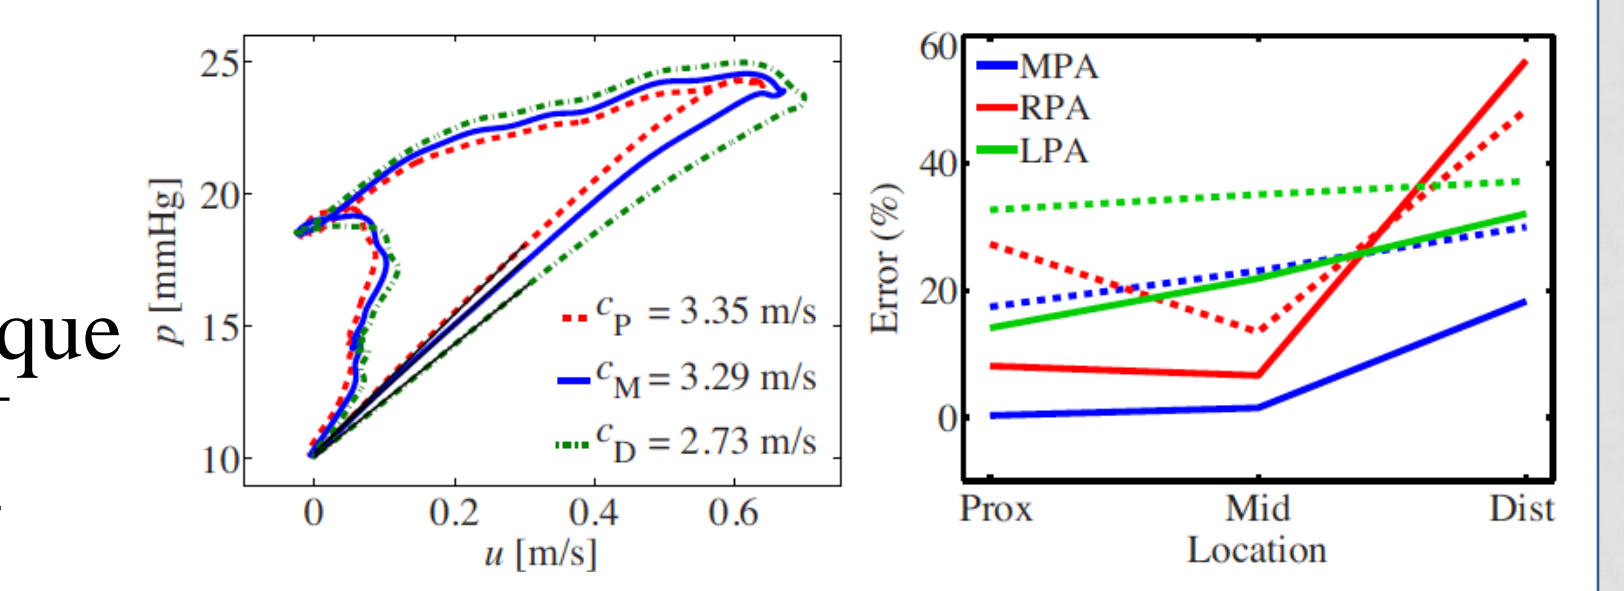 que
25
20
15
10
p [mmHg]
c_P = 3.35 m/s
c_M = 3.29 m/s
c_D = 2.73 m/s
0 0.2 0.4 0.6
u [m/s]
60
40
20
0
Error (%)
MPA
RPA
LPA
Prox Mid Dist
Location